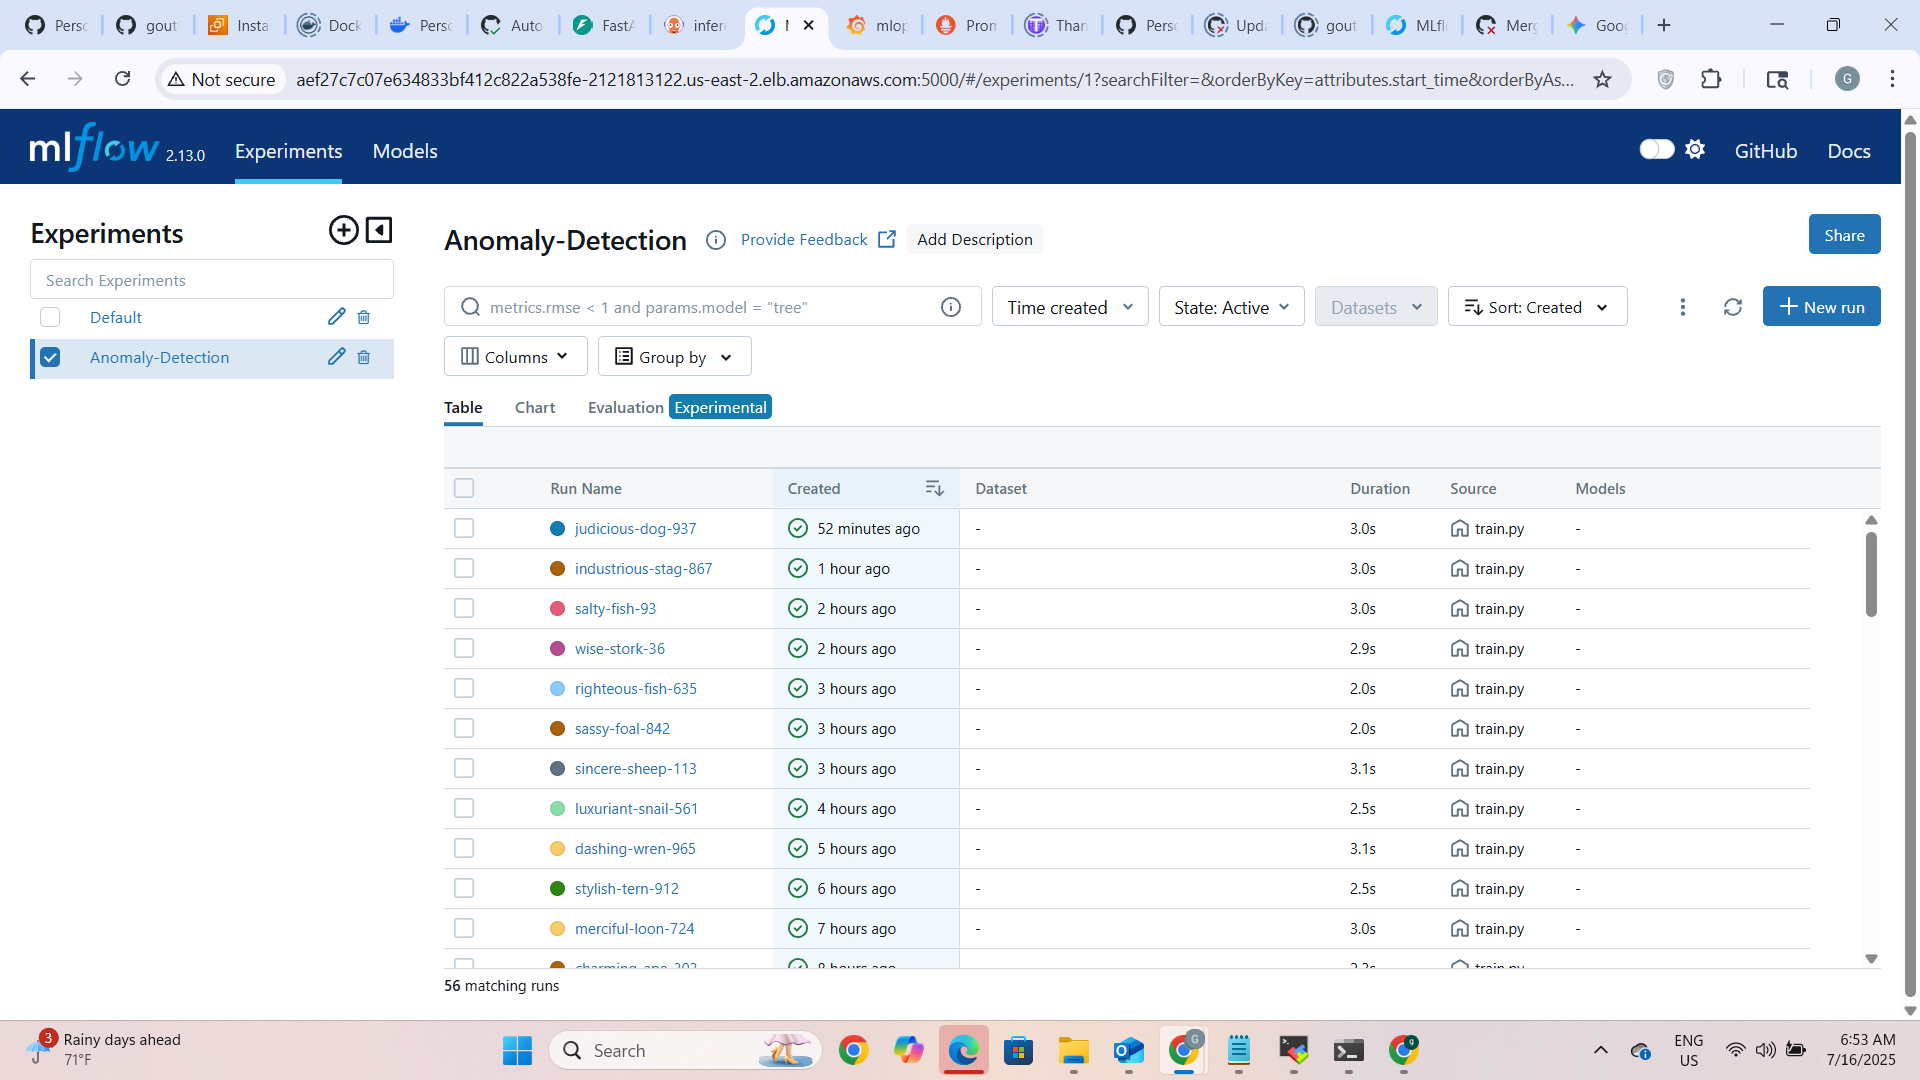 Perso
gout
Insta
Dock
Perso
Auto
FastA
infere
mlop
Prom
Than
Perso
Upda
gout
MLfl
Merg
Goog
Not secure
aef27c7c07e634833bf412c822a538fe-2121813122.us-east-2.elb.amazonaws.com:5000/#/experiments/1?searchFilter=&orderByKey=attributes.start_time&orderByAs...
G
mlflow 2.13.0
Experiments
Models
GitHub
Docs
Experiments
Search Experiments
Default
Anomaly-Detection
Anomaly-Detection
Provide Feedback
Add Description
Share
metrics.rmse < 1 and params.model = "tree"
Time created
State: Active
Datasets
Sort: Created
New run
Columns
Group by
Table
Chart
Evaluation Experimental
Run Name Created Dataset Duration Source Models
judicious-dog-937 52 minutes ago - 3.0s train.py -
industrious-stag-867 1 hour ago - 3.0s train.py -
salty-fish-93 2 hours ago - 3.0s train.py -
wise-stork-36 2 hours ago - 2.9s train.py -
righteous-fish-635 3 hours ago - 2.0s train.py -
sassy-foal-842 3 hours ago - 2.0s train.py -
sincere-sheep-113 3 hours ago - 3.1s train.py -
luxuriant-snail-561 4 hours ago - 2.5s train.py -
dashing-wren-965 5 hours ago - 3.1s train.py -
stylish-tern-912 6 hours ago - 2.5s train.py -
merciful-loon-724 7 hours ago - 3.0s train.py -
8 hours ago train.py
56 matching runs
3
Rainy days ahead
71°F
Search
G
g
ENG
US
6:53 AM
7/16/2025